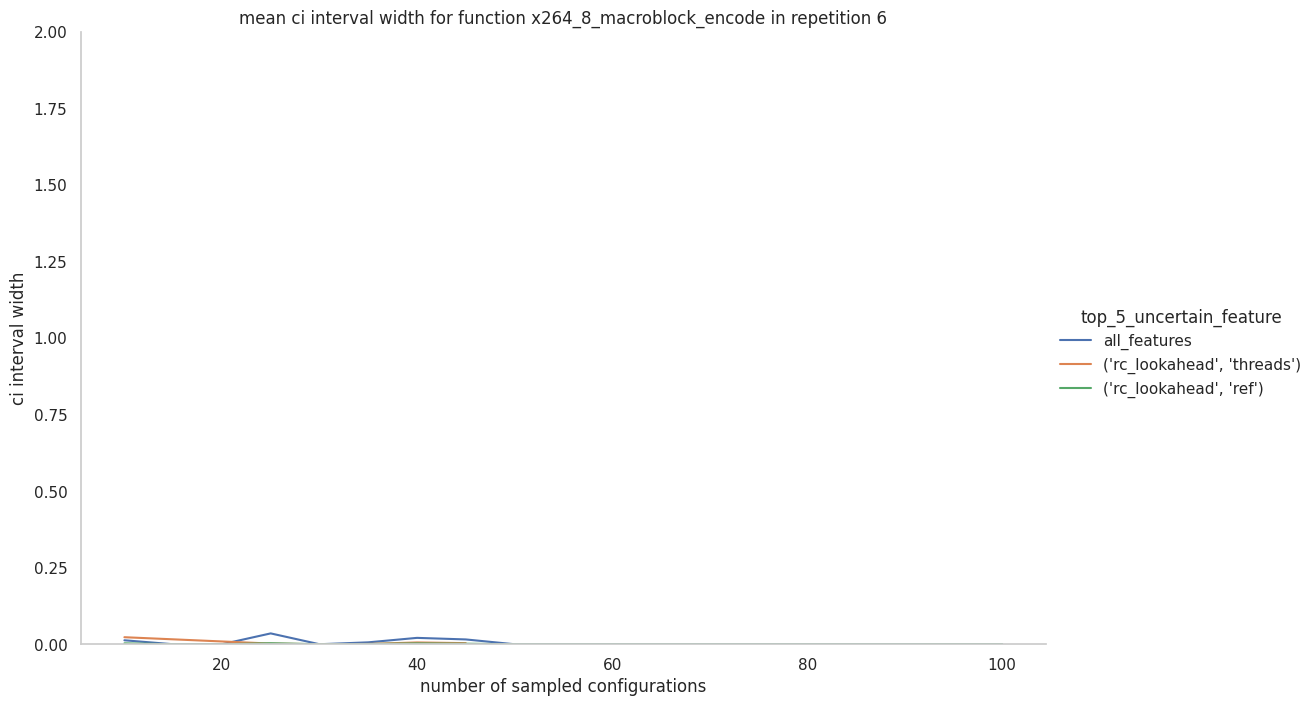 mean ci interval width for function x264_8_macroblock_encode in repetition 6
2.00
1.75
1.50
1.25
1.00
0.75
0.50
0.25
0.00
ci interval width
20
40
60
80
100
number of sampled configurations
top_5_uncertain_feature
all_features
('rc_lookahead', 'threads')
('rc_lookahead', 'ref')